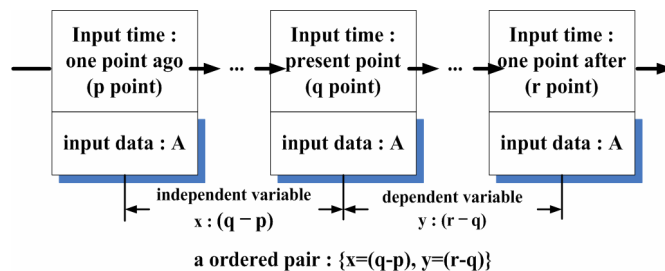 Input time :
one point ago
(p point)
input data : A
...
Input time :
present point
(q point)
input data : A
...
Input time :
one point after
(r point)
input data : A
independent variable
x : (q – p)
dependent variable
y : (r – q)
a ordered pair : {x=(q-p), y=(r-q)}